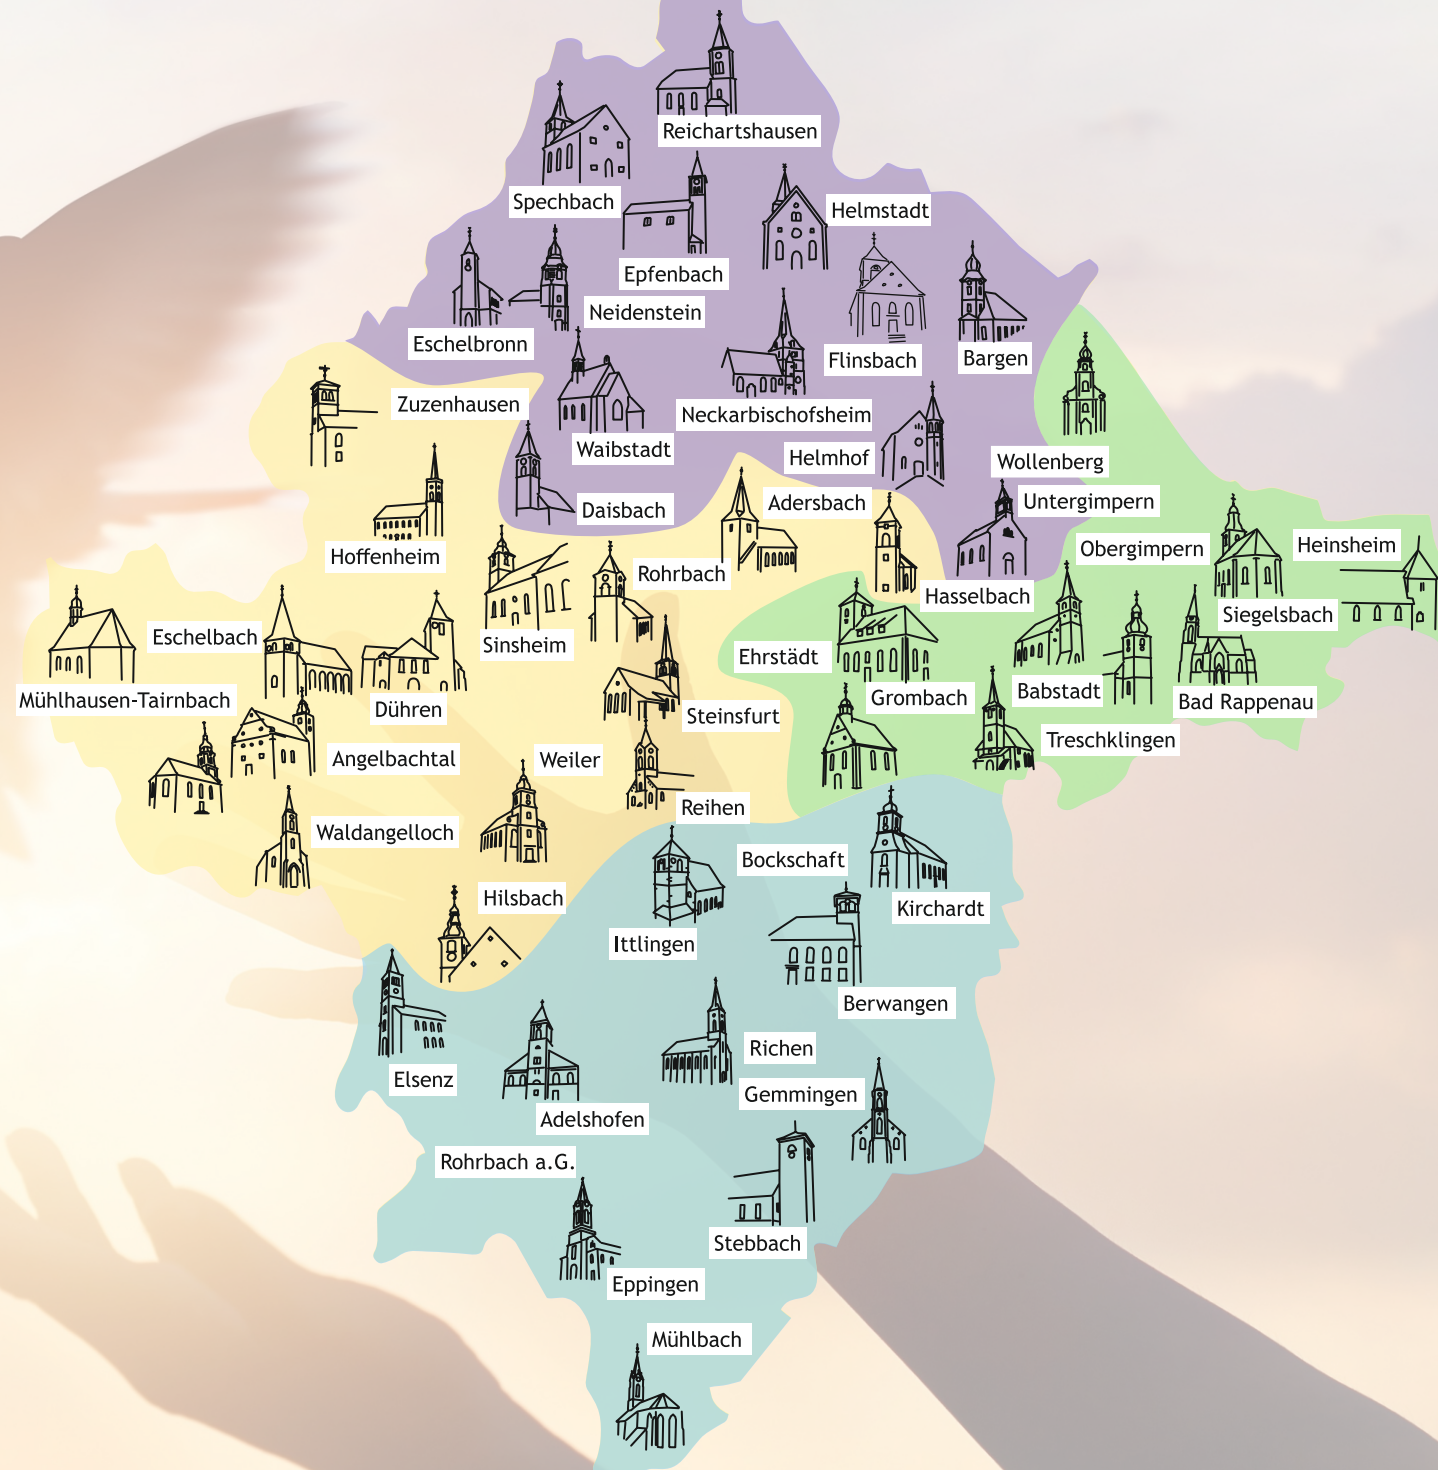 Reichartshausen
Spechbach
Helmstadt
Epfenbach
Neidenstein
Eschelbronn
Flinsbach
Bargen
Zuzenhausen
Neckarbischofsheim
Waibstadt
Helmhof
Wollenberg
Adersbach
Untergimpern
Daisbach
Hoffenheim
Obergimpern
Heinsheim
Rohrbach
Hasselbach
Siegelsbach
Eschelbach
Sinsheim
Ehrstädt
Mühlhausen-Tairnbach
Dühren
Grombach
Babstadt
Bad Rappenau
Steinsfurt
Treschklingen
Angelbachtal
Weiler
Reihen
Waldangelloch
Bockschaft
Hilsbach
Kirchardt
Ittlingen
Berwangen
Richen
Elsenz
Gemmingen
Adelshofen
Rohrbach a.G.
Stebbach
Eppingen
Mühlbach